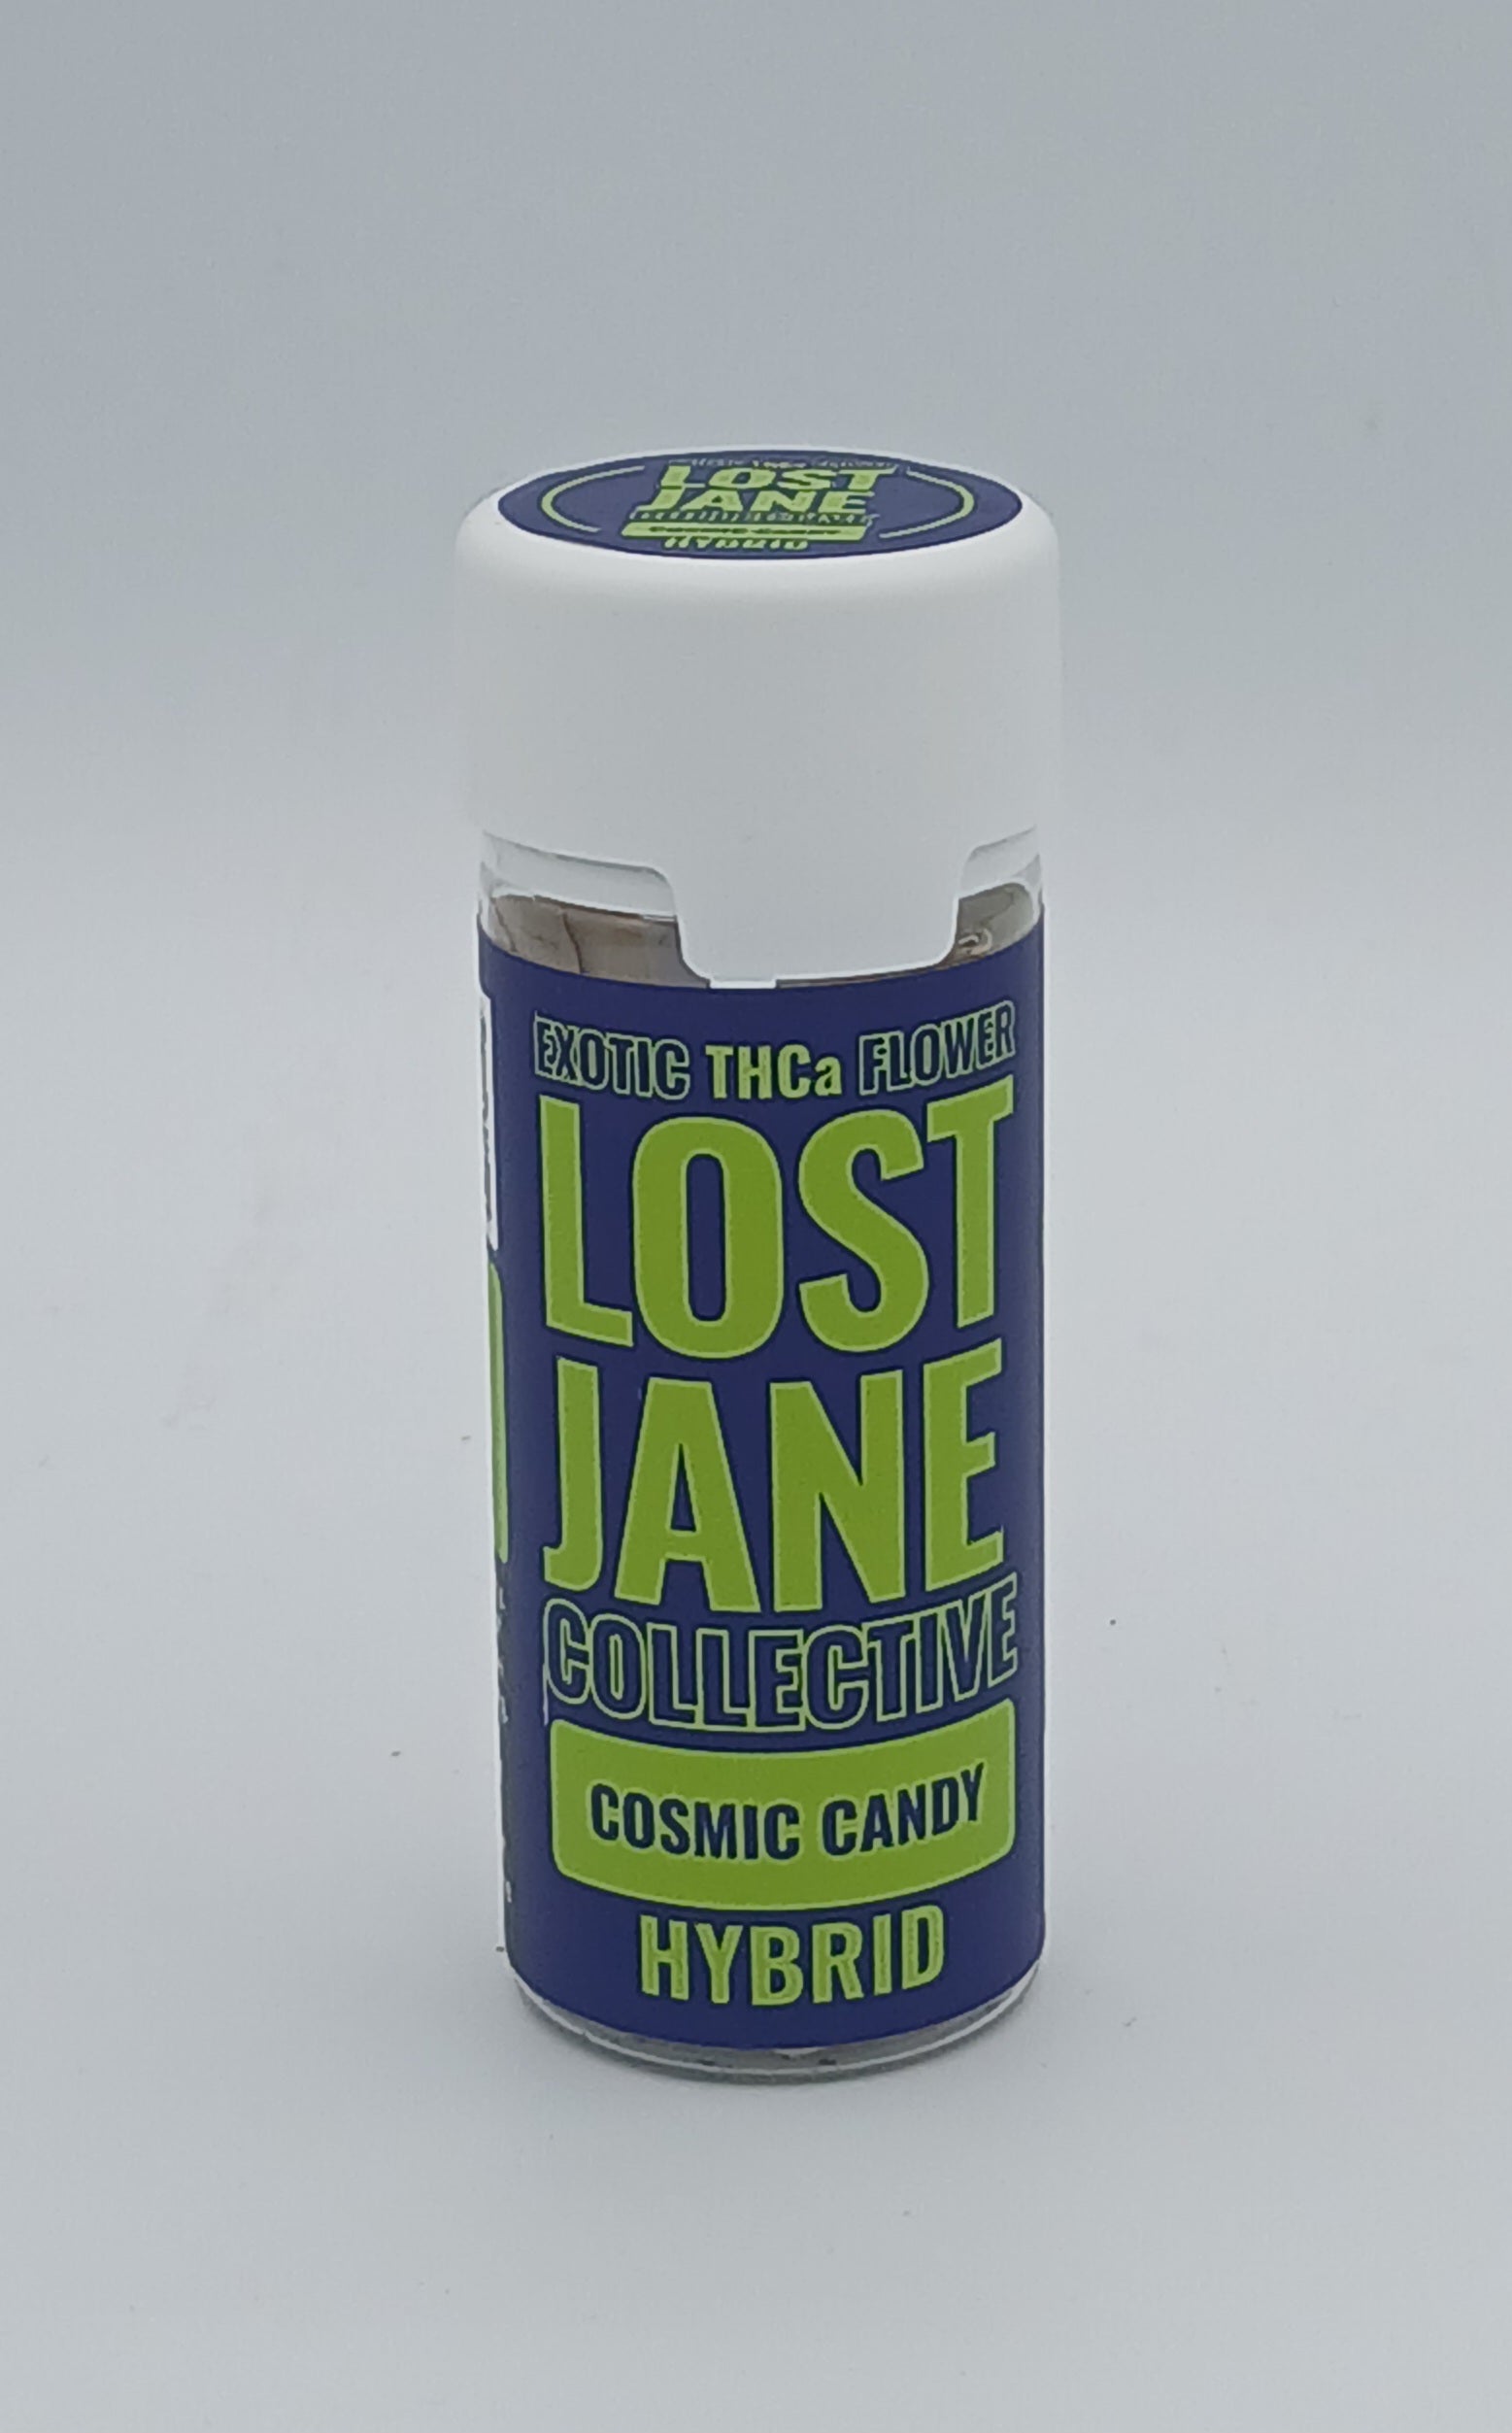 LOST
JANE
HYBRID
EXOTIC THCa FLOWER
LOST
JANE
COLLECTIVE
COSMIC CANDY
HYBRID